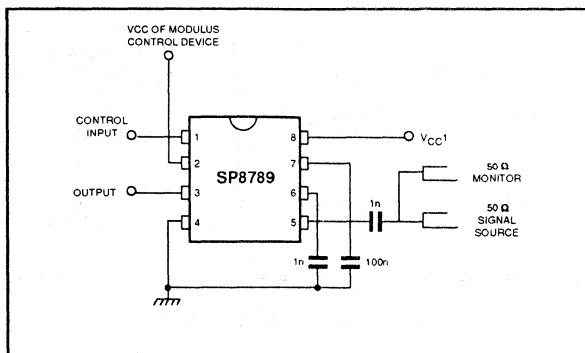 VCC OF MODULUS
CONTROL DEVICE
CONTROL
INPUT
OUTPUT
1
2
3
4
SP8789
8
7
6
5
VCC1
1n
50 Ω
MONITOR
50 Ω
SIGNAL
SOURCE
1n
100n